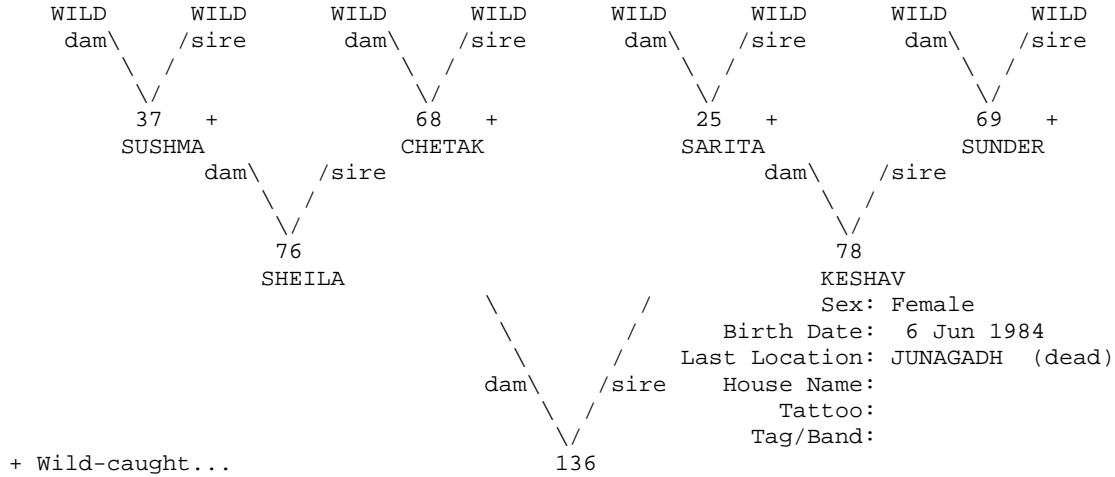 WILD WILD WILD WILD WILD WILD WILD WILD
dam\ /sire dam\ /sire dam\ /sire dam\ /sire
\ / \ / \ / \ /
\/ \/ \/ \/
37 + 68 + 25 + 69 +
SUSHMA CHETAK SARITA SUNDER
dam\ /sire dam\ /sire
\ / \ /
\/ \/
76 78
SHEILA KESHAV
\ / Sex: Female
\ / Birth Date: 6 Jun 1984
\ / Last Location: JUNAGADH (dead)
dam\ /sire House Name:
\ / Tattoo:
\/ Tag/Band:
+ Wild-caught... 136